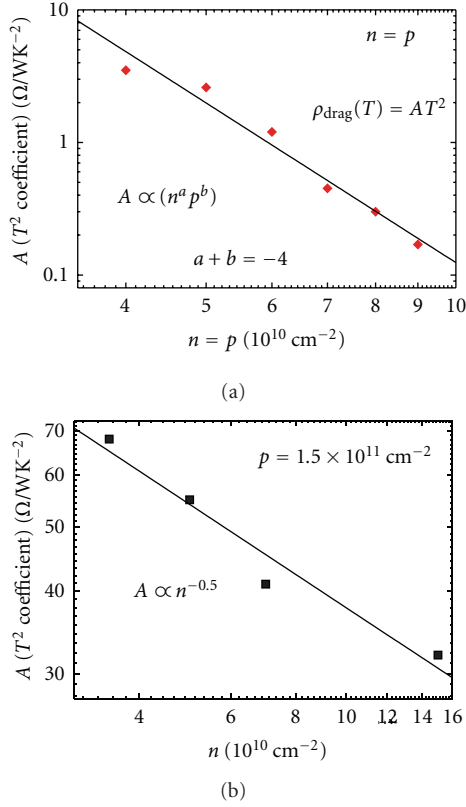 10
n = p
ρdrag(T) = AT²
1
A ∝ (nᵃpᵇ)
a + b = −4
0.1
A (T² coefficient) (Ω/WK⁻²)
4 5 6 7 8 9 10
n = p (10¹⁰ cm⁻²)
(a)
70
p = 1.5 × 10¹¹ cm⁻²
60
50
A ∝ n⁻⁰·⁵
40
30
A (T² coefficient) (Ω/WK⁻²)
4 6 8 10 12 14 16
n (10¹⁰ cm⁻²)
(b)